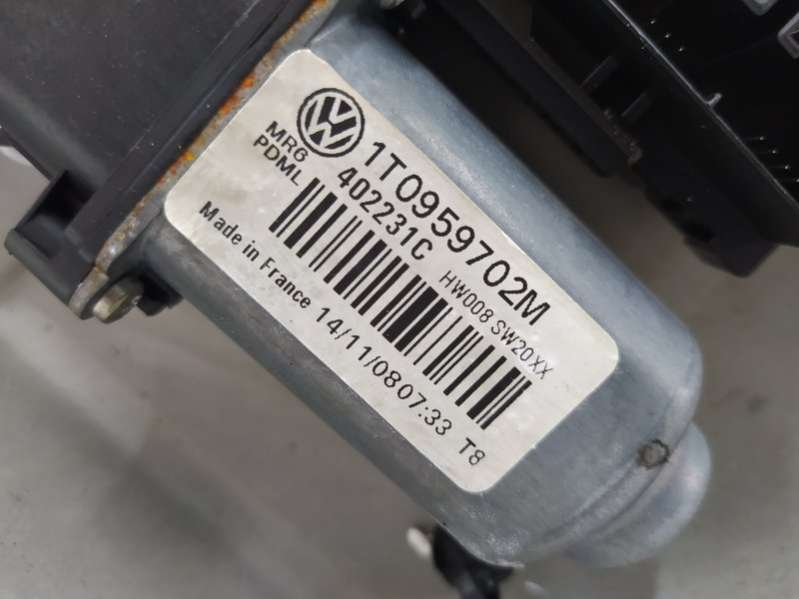 VW
1T0959702M
MR6
PDML
402231C
HW008 SW20XX
Made in France
14/11/08 07:33 T8